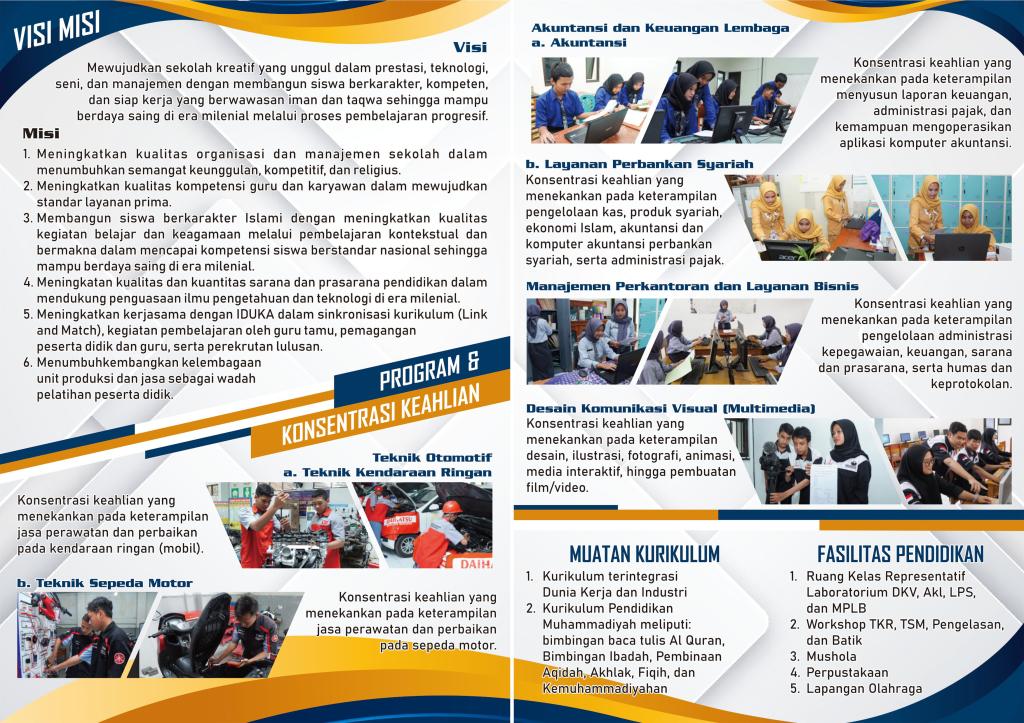 VISI MISI
Visi
Mewujudkan sekolah kreatif yang unggul dalam prestasi, teknologi,
seni, dan manajemen dengan membangun siswa berkarakter, kompeten,
dan siap kerja yang berwawasan iman dan taqwa sehingga mampu
berdaya saing di era milenial melalui proses pembelajaran progresif.
Misi
1. Meningkatkan kualitas organisasi dan manajemen sekolah dalam
menumbuhkan semangat keunggulan, kompetitif, dan religius.
2. Meningkatkan kualitas kompetensi guru dan karyawan dalam mewujudkan
standar layanan prima.
3. Membangun siswa berkarakter Islami dengan meningkatkan kualitas
kegiatan belajar dan keagamaan melalui pembelajaran kontekstual dan
bermakna dalam mencapai kompetensi siswa berstandar nasional sehingga
mampu berdaya saing di era milenial.
4. Meningkatan kualitas dan kuantitas sarana dan prasarana pendidikan dalam
mendukung penguasaan ilmu pengetahuan dan teknologi di era milenial.
5. Meningkatkan kerjasama dengan IDUKA dalam sinkronisasi kurikulum (Link
and Match), kegiatan pembelajaran oleh guru tamu, pemagangan
peserta didik dan guru, serta perekrutan lulusan.
6. Menumbuhkembangkan kelembagaan
unit produksi dan jasa sebagai wadah
pelatihan peserta didik.
PROGRAM &
KONSENTRASI KEAHLIAN
Teknik Otomotif
a. Teknik Kendaraan Ringan
Konsentrasi keahlian yang
menekankan pada keterampilan
jasa perawatan dan perbaikan
pada kendaraan ringan (mobil).
DAIHATSU
DAIHA
b. Teknik Sepeda Motor
Konsentrasi keahlian yang
menekankan pada keterampilan
jasa perawatan dan perbaikan
pada sepeda motor.
Akuntansi dan Keuangan Lembaga
a. Akuntansi
Konsentrasi keahlian yang
menekankan pada keterampilan
menyusun laporan keuangan,
administrasi pajak, dan
kemampuan mengoperasikan
aplikasi komputer akuntansi.
b. Layanan Perbankan Syariah
Konsentrasi keahlian yang
menekankan pada keterampilan
pengelolaan kas, produk syariah,
ekonomi Islam, akuntansi dan
komputer akuntansi perbankan
syariah, serta administrasi pajak.
acer
Manajemen Perkantoran dan Layanan Bisnis
Konsentrasi keahlian yang
menekankan pada keterampilan
pengelolaan administrasi
kepegawaian, keuangan, sarana
dan prasarana, serta humas dan
keprotokolan.
Desain Komunikasi Visual (Multimedia)
Konsentrasi keahlian yang
menekankan pada keterampilan
desain, ilustrasi, fotografi, animasi,
media interaktif, hingga pembuatan
film/video.
MUATAN KURIKULUM
1. Kurikulum terintegrasi
Dunia Kerja dan Industri
2. Kurikulum Pendidikan
Muhammadiyah meliputi:
bimbingan baca tulis Al Quran,
Bimbingan Ibadah, Pembinaan
Aqidah, Akhlak, Fiqih, dan
Kemuhammadiyahan
FASILITAS PENDIDIKAN
1. Ruang Kelas Representatif
Laboratorium DKV, Akl, LPS,
dan MPLB
2. Workshop TKR, TSM, Pengelasan,
dan Batik
3. Mushola
4. Perpustakaan
5. Lapangan Olahraga